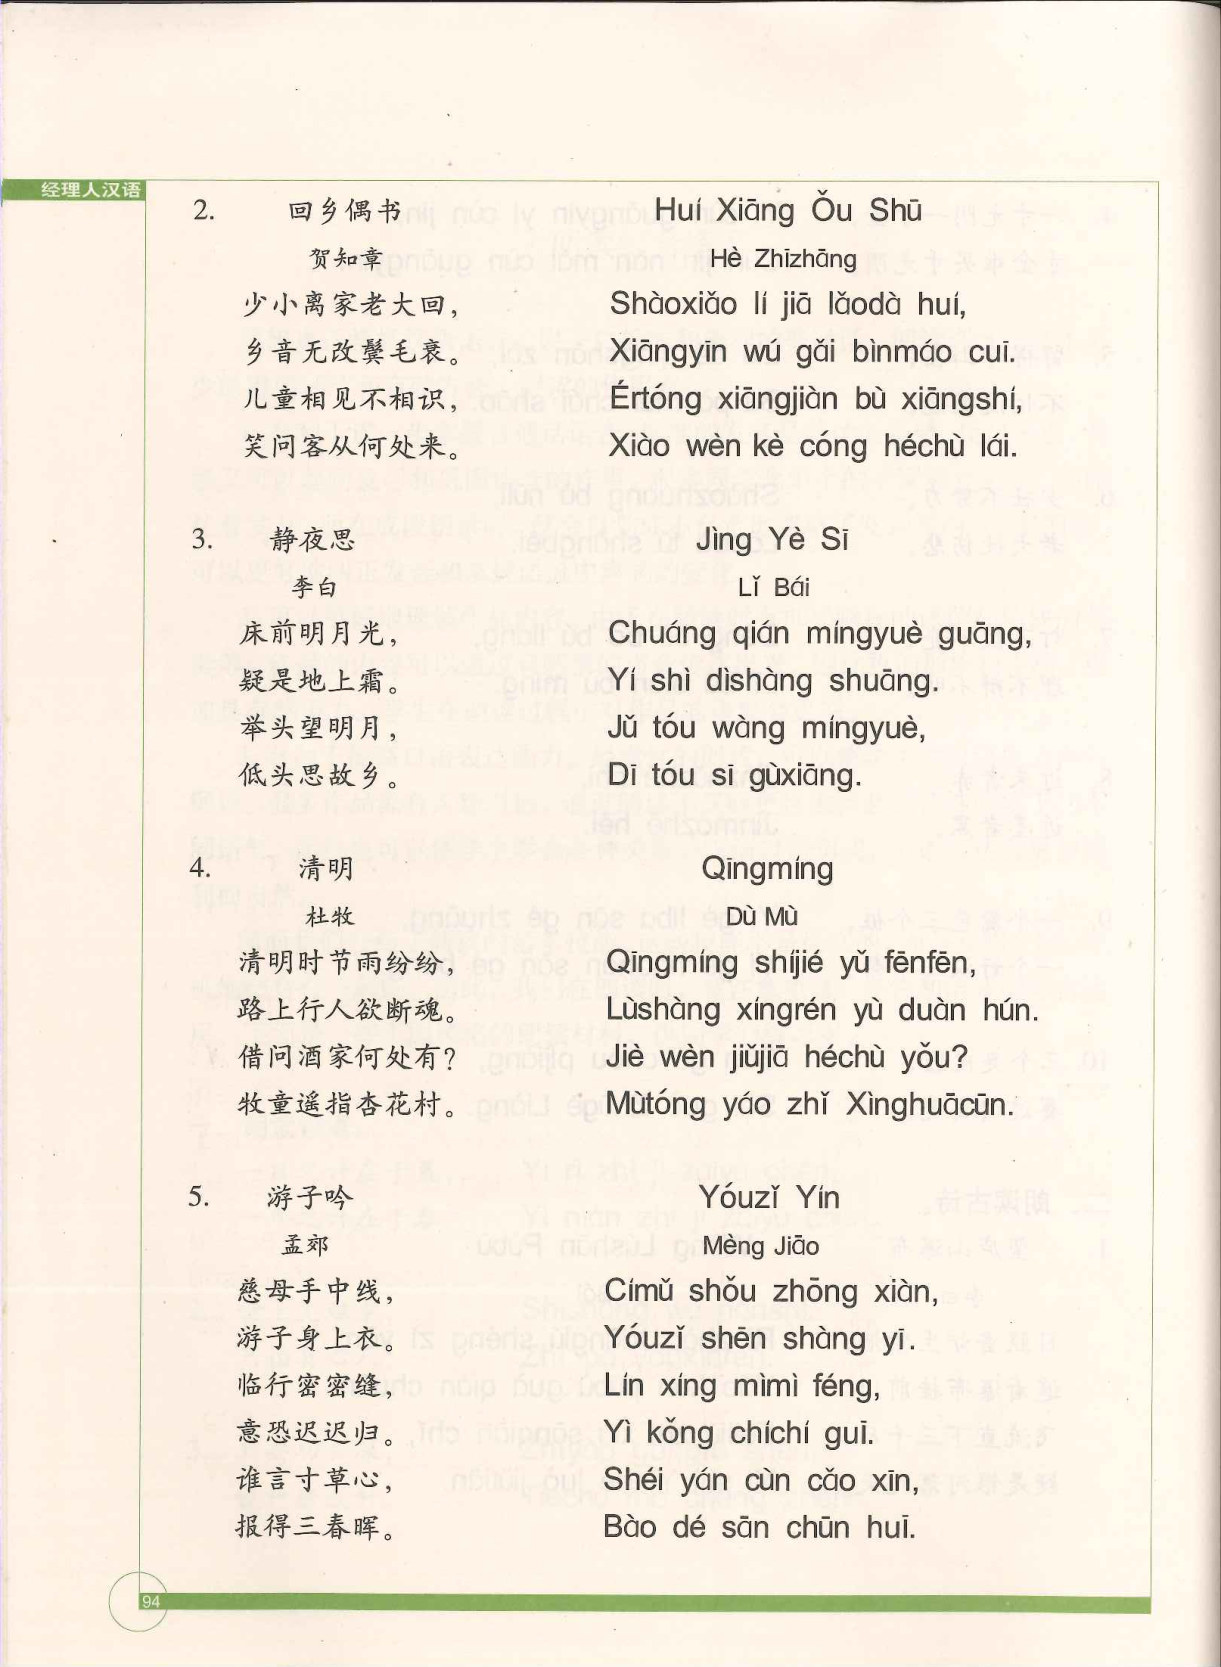 经理人汉语
2. 回乡偶书 Huí Xiāng Ǒu Shū
贺知章 Hè Zhīzhāng
少小离家老大回， Shàoxiǎo lí jiā lǎodà huí,
乡音无改鬓毛衰。 Xiāngyīn wú gǎi bìnmáo cuī.
儿童相见不相识， Értóng xiāngjiàn bù xiāngshí,
笑问客从何处来。 Xiào wèn kè cóng héchù lái.
3. 静夜思 Jìng Yè Sī
李白 Lǐ Bái
床前明月光， Chuáng qián míngyuè guāng,
疑是地上霜。 Yí shì dìshàng shuāng.
举头望明月， Jǔ tóu wàng míngyuè,
低头思故乡。 Dī tóu sī gùxiāng.
4. 清明 Qīngmíng
杜牧 Dù Mù
清明时节雨纷纷， Qīngmíng shíjié yǔ fēnfēn,
路上行人欲断魂。 Lùshàng xíngrén yù duàn hún.
借问酒家何处有？ Jiè wèn jiǔjiā héchù yǒu?
牧童遥指杏花村。 Mùtóng yáo zhǐ Xìnghuācūn.
5. 游子吟 Yóuzǐ Yín
孟郊 Mèng Jiāo
慈母手中线， Címǔ shǒu zhōng xiàn,
游子身上衣。 Yóuzǐ shēn shàng yī.
临行密密缝， Lín xíng mìmì féng,
意恐迟迟归。 Yì kǒng chíchí guī.
谁言寸草心， Shéi yán cùn cǎo xīn,
报得三春晖。 Bào dé sān chūn huī.
94